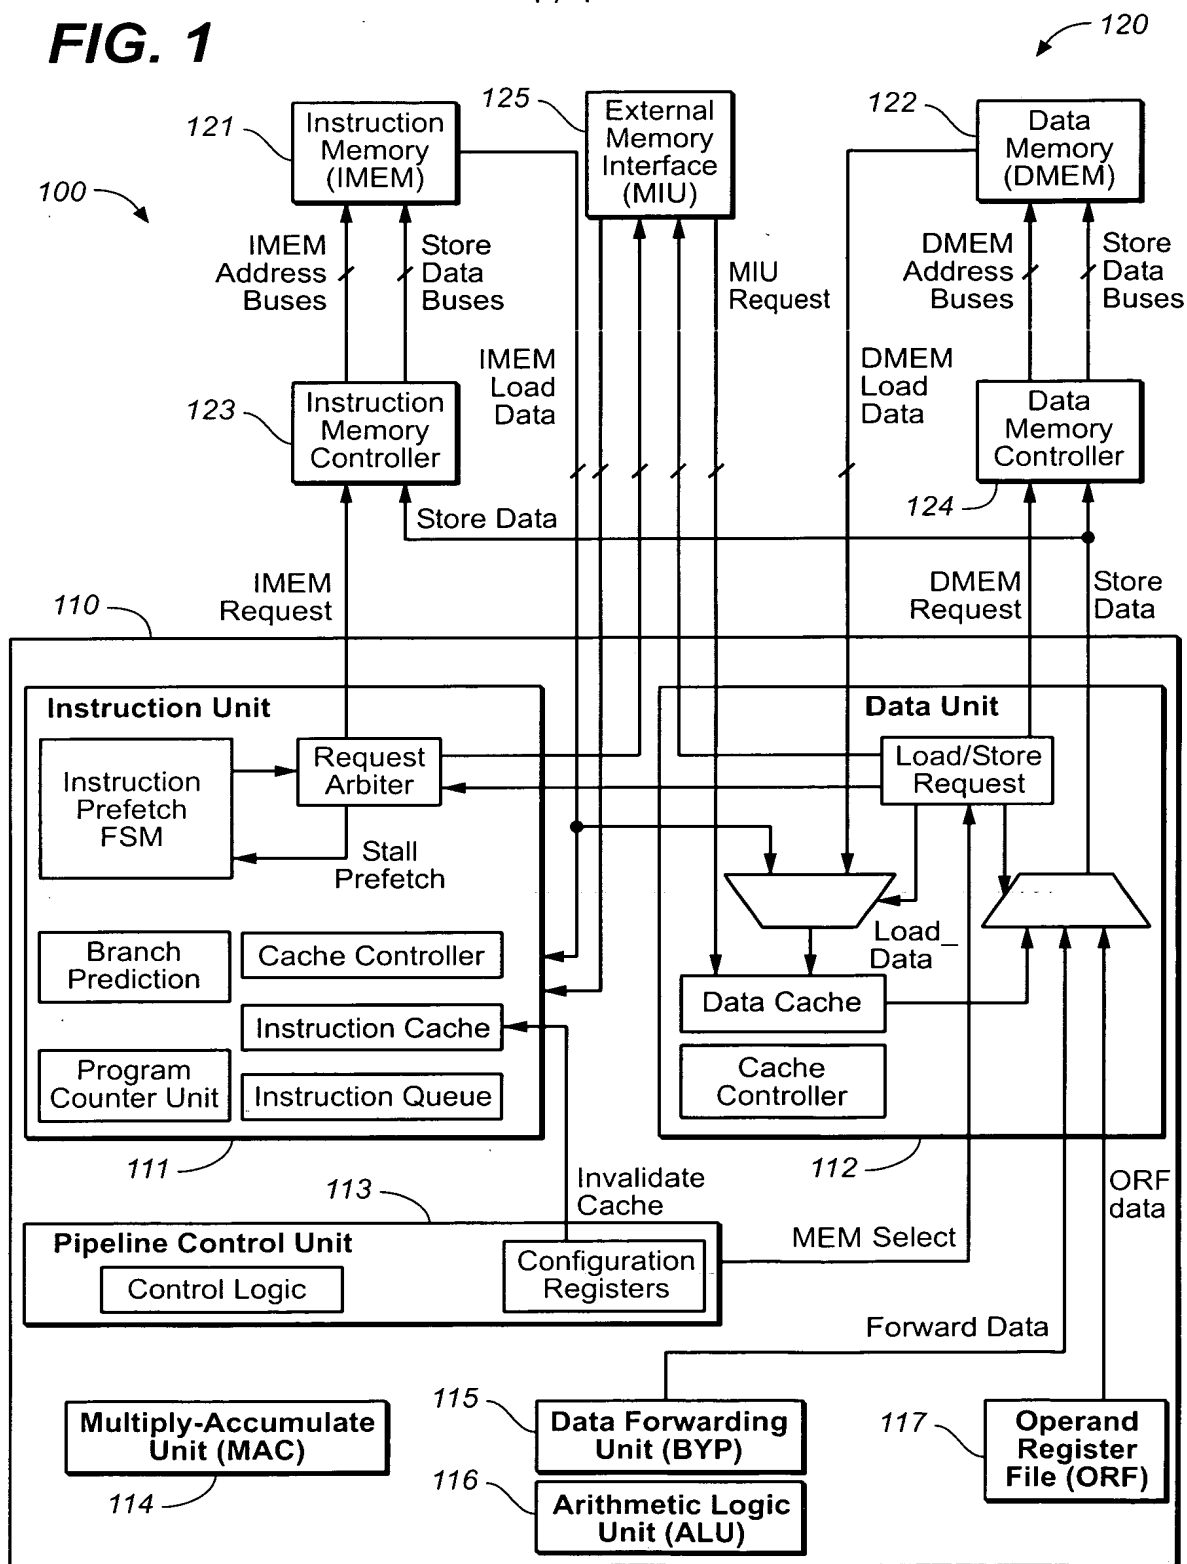 FIG. 1
120
125
122
121
Instruction
Memory
(IMEM)
External
Memory
Interface
(MIU)
Data
Memory
(DMEM)
100
IMEM
Address
Buses
Store
Data
Buses
MIU
Request
DMEM
Address
Buses
Store
Data
Buses
IMEM
Load
Data
DMEM
Load
Data
123
Instruction
Memory
Controller
Data
Memory
Controller
124
Store Data
IMEM
Request
DMEM
Request
Store
Data
110
Instruction Unit
Data Unit
Instruction
Prefetch
FSM
Request
Arbiter
Load/Store
Request
Stall
Prefetch
Branch
Prediction
Cache Controller
Load_
Data
Data Cache
Instruction Cache
Program
Counter Unit
Instruction Queue
Cache
Controller
111
112
113
Invalidate
Cache
ORF
data
Pipeline Control Unit
MEM Select
Control Logic
Configuration
Registers
Forward Data
115
117
Multiply-Accumulate
Unit (MAC)
Data Forwarding
Unit (BYP)
Operand
Register
File (ORF)
114
116
Arithmetic Logic
Unit (ALU)